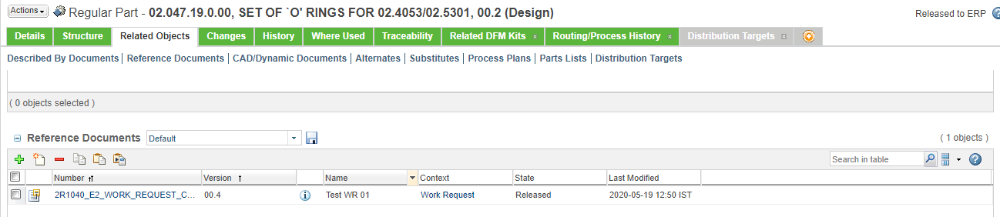 Actions Regular Part - 02.047.19.0.00, SET OF `O' RINGS FOR 02.4053/02.5301, 00.2 (Design) Released to ERP
Details Structure Related Objects Changes History Where Used Traceability Related DFM Kits Routing/Process History Distribution Targets
Described By Documents Reference Documents CAD/Dynamic Documents Alternates Substitutes Process Plans Parts Lists Distribution Targets
( 0 objects selected )
Reference Documents Default ( 1 objects )
Search in table
Number Version Name Context State Last Modified
2R1040_E2_WORK_REQUEST_C... 00.4 Test WR 01 Work Request Released 2020-05-19 12:50 IST